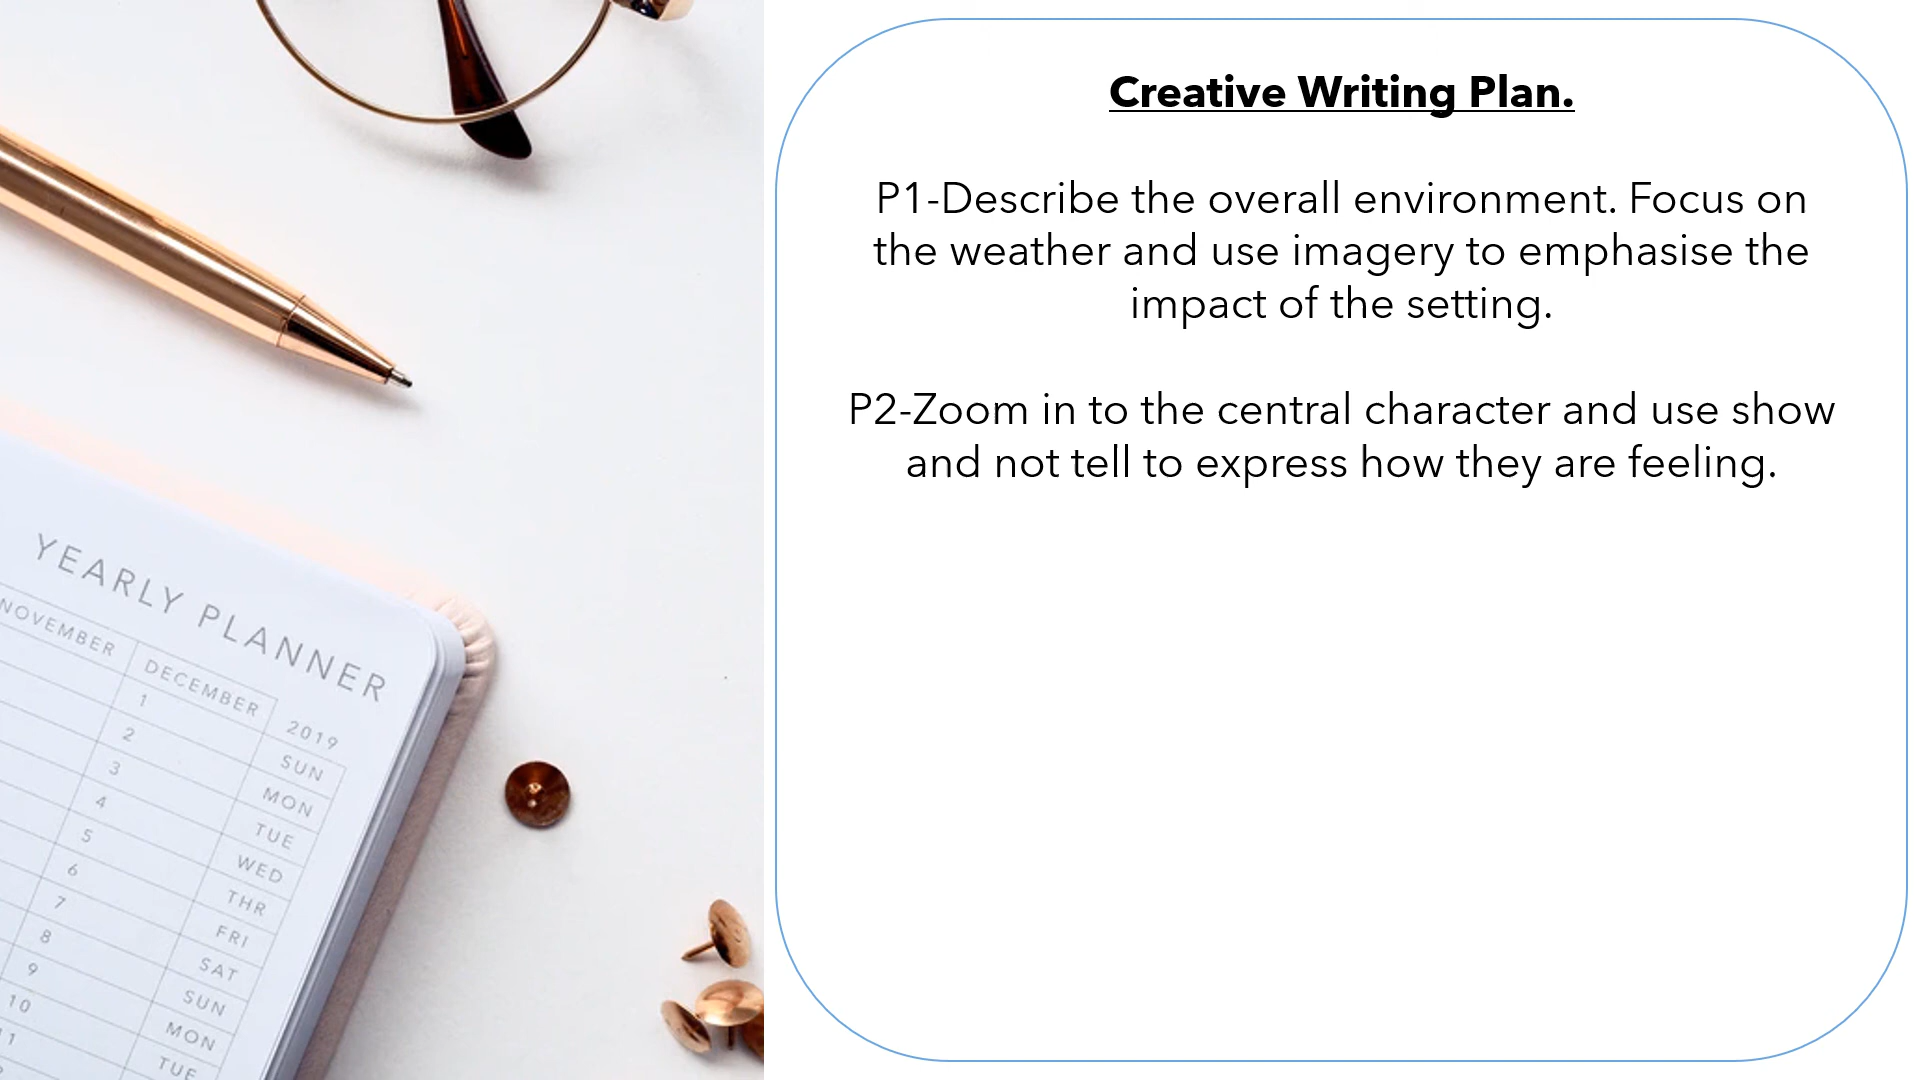 Creative Writing Plan.
P1-Describe the overall environment. Focus on
the weather and use imagery to emphasise the
impact of the setting.
P2-Zoom in to the central character and use show
and not tell to express how they are feeling.
YEARLY PLANNER
NOVEMBER
DECEMBER
2019
1
SUN
2
MON
3
TUE
4
WED
5
THR
6
FRI
7
SAT
8
SUN
9
MON
10
TUE
11